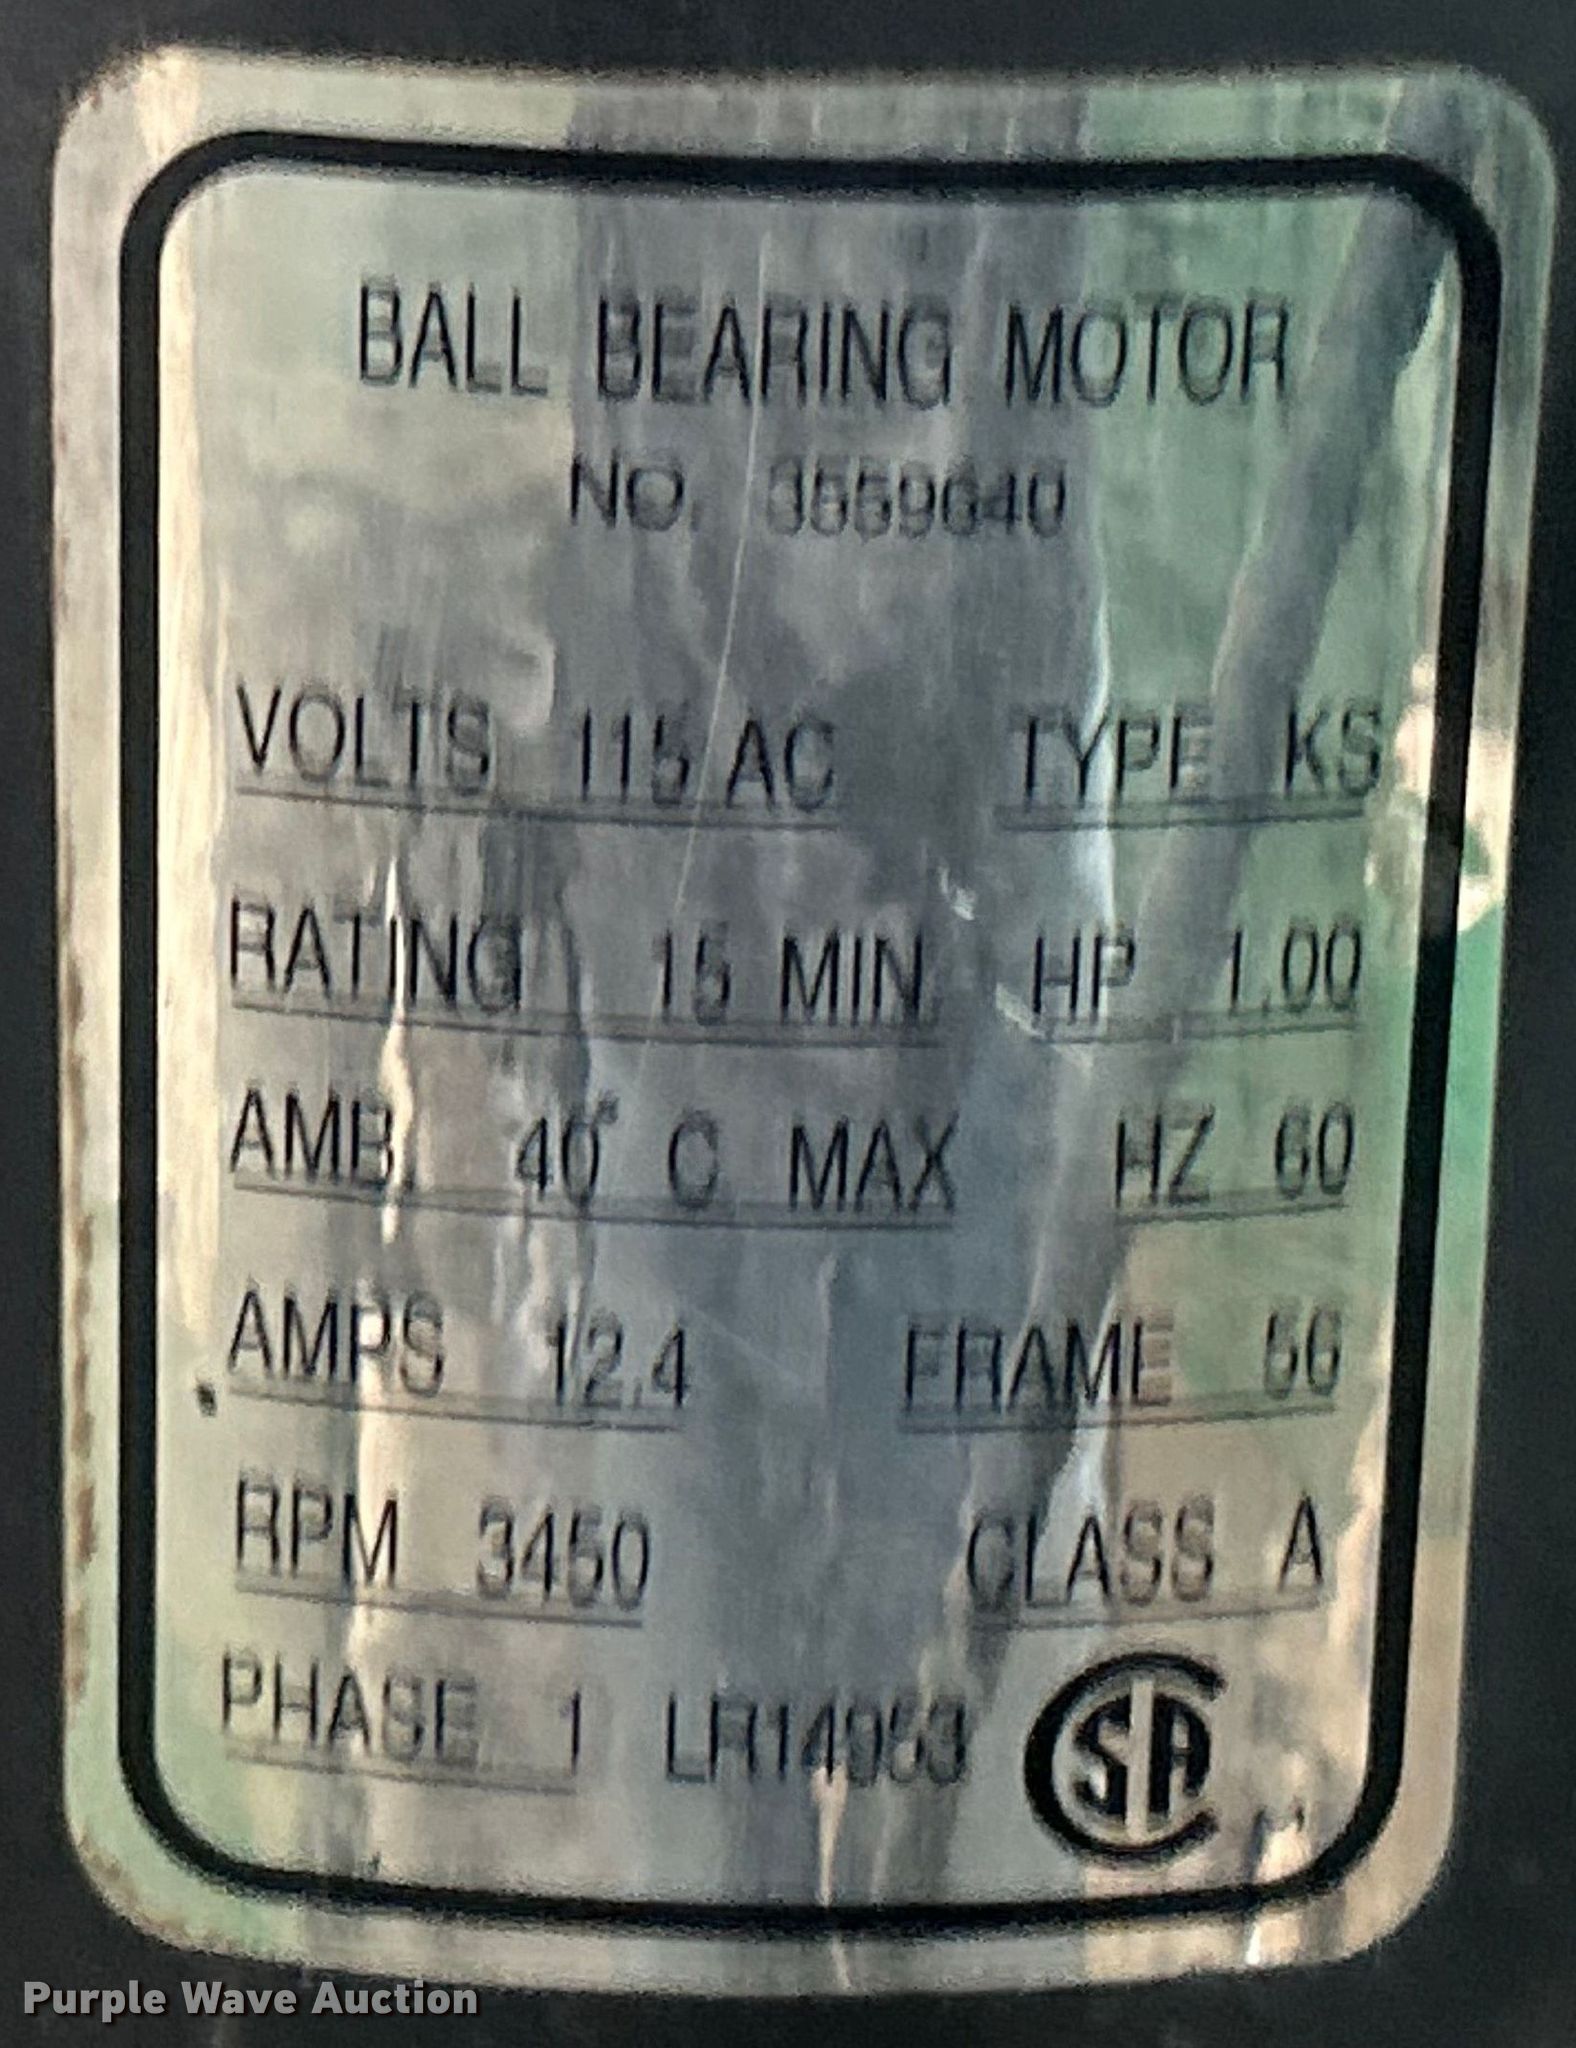 BALL BEARING MOTOR
NO. 3559640
VOLTS 115 AC TYPE KS
RATING 15 MIN. HP 1.00
AMB. 40° C MAX HZ 60
AMPS 12.4 FRAME 56
RPM 3450 CLASS A
PHASE 1 LR14953 CSA
Purple Wave Auction